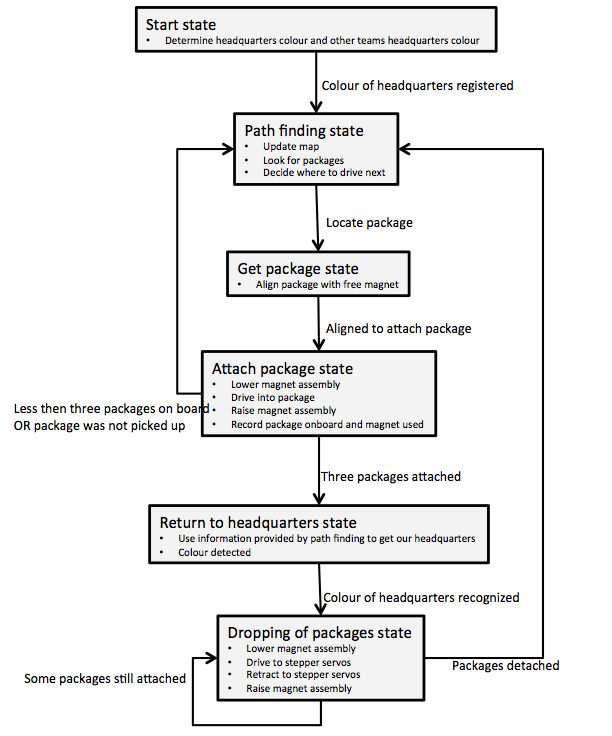 Start state
• Determine headquarters colour and other teams headquarters colour
Colour of headquarters registered
Path finding state
• Update map
• Look for packages
• Decide where to drive next
Locate package
Get package state
• Align package with free magnet
Aligned to attach package
Attach package state
• Lower magnet assembly
• Drive into package
• Raise magnet assembly
• Record package onboard and magnet used
Less then three packages on board
OR package was not picked up
Three packages attached
Return to headquarters state
• Use information provided by path finding to get our headquarters
• Colour detected
Colour of headquarters recognized
Dropping of packages state
• Lower magnet assembly
• Drive to stepper servos
• Retract to stepper servos
• Raise magnet assembly
Packages detached
Some packages still attached